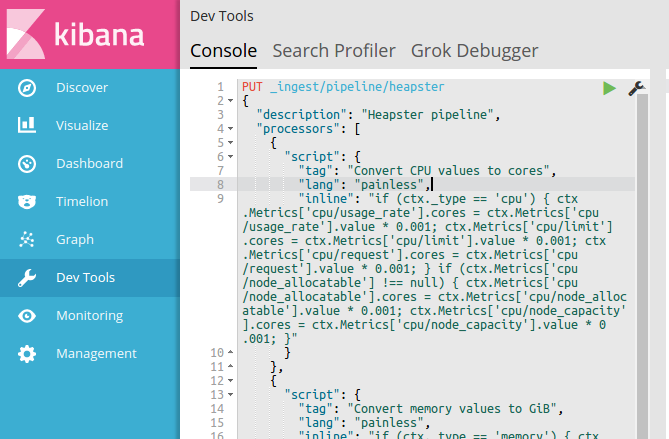 kibana
Discover
Visualize
Dashboard
Timelion
Graph
Dev Tools
Monitoring
Management
Dev Tools
Console Search Profiler Grok Debugger
1 PUT _ingest/pipeline/heapster
2 {
3 "description": "Heapster pipeline",
4 "processors": [
5 {
6 "script": {
7 "tag": "Convert CPU values to cores",
8 "lang": "painless",
9 "inline": "if (ctx._type == 'cpu') { ctx
.Metrics['cpu/usage_rate'].cores = ctx.Metrics['cpu
/usage_rate'].value * 0.001; ctx.Metrics['cpu/limit']
.cores = ctx.Metrics['cpu/limit'].value * 0.001; ctx
.Metrics['cpu/request'].cores = ctx.Metrics['cpu
/request'].value * 0.001; } if (ctx.Metrics['cpu
/node_allocatable'] !== null) { ctx.Metrics['cpu
/node_allocatable'].cores = ctx.Metrics['cpu/node_alloc
atable'].value * 0.001; ctx.Metrics['cpu/node_capacity'
].cores = ctx.Metrics['cpu/node_capacity'].value * 0
.001; }"
10 }
11 },
12 {
13 "script": {
14 "tag": "Convert memory values to GiB",
15 "lang": "painless",
16 "inline": "if (ctx._type == 'memory') { ctx